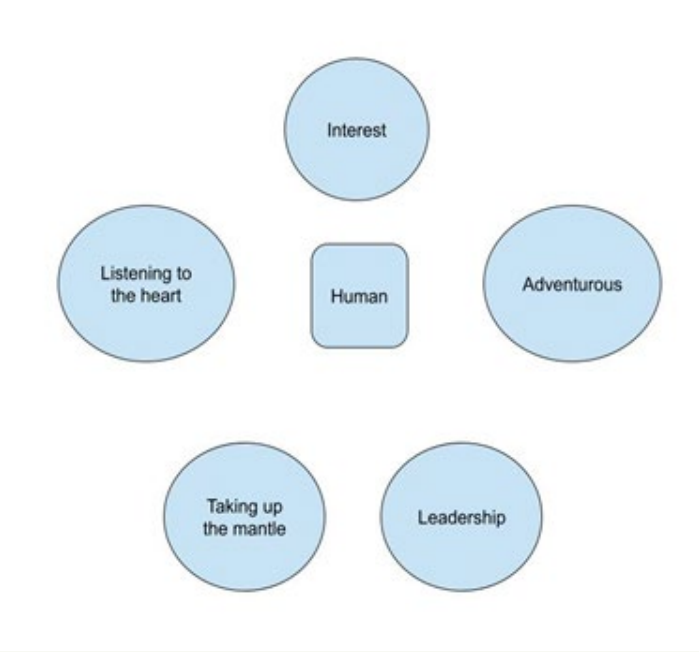 Interest
Listening to
the heart
Human
Adventurous
Taking up
the mantle
Leadership